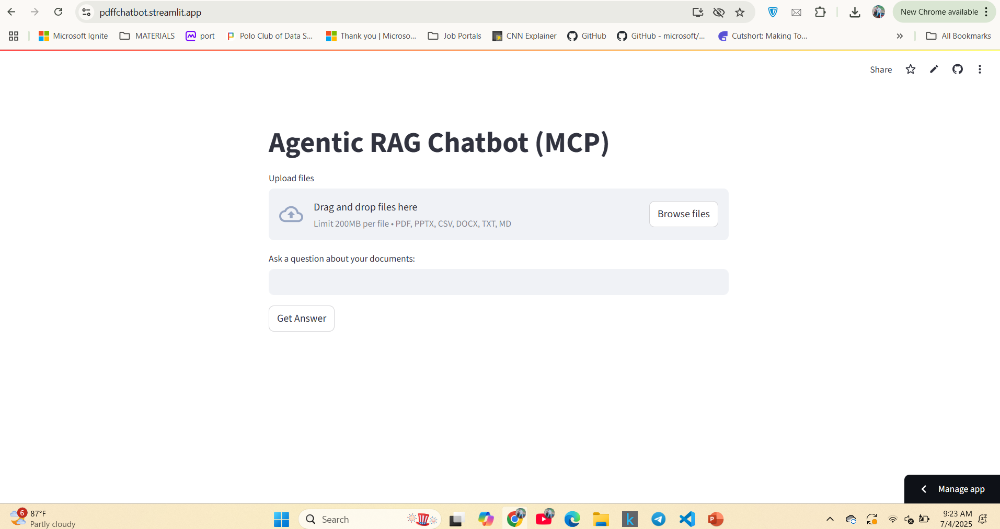 pdffchatbot.streamlit.app
New Chrome available
Microsoft Ignite
MATERIALS
port
Polo Club of Data S...
Thank you | Microso...
Job Portals
CNN Explainer
GitHub
GitHub - microsoft/...
Cutshort: Making To...
All Bookmarks
Share
Agentic RAG Chatbot (MCP)
Upload files
Drag and drop files here
Limit 200MB per file • PDF, PPTX, CSV, DOCX, TXT, MD
Browse files
Ask a question about your documents:
Get Answer
Manage app
6
87°F
Partly cloudy
Search
k
P
9:23 AM
7/4/2025